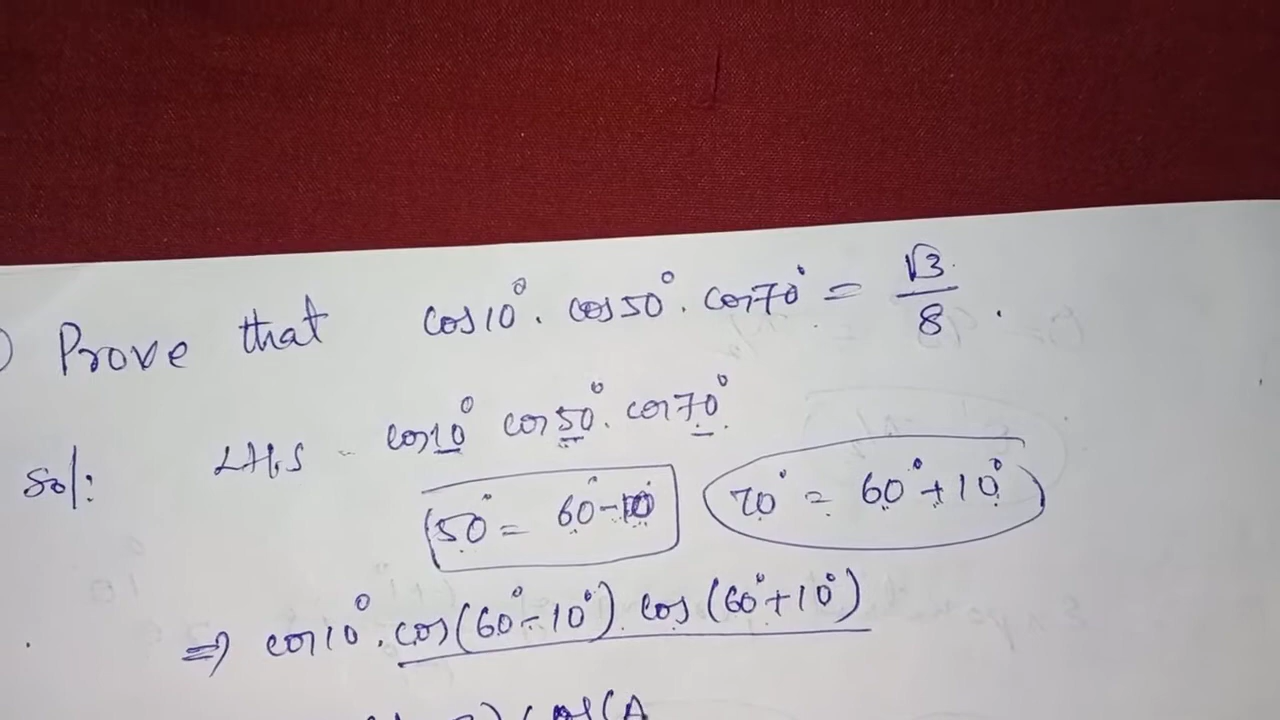 ) Prove that cos10°. cos50°. cos70° = √3/8 .
Sol: LHS - cos10° cos50°. cos70°
50° = 60°-10° 70° = 60°+10°
⇒ cos10°. cos(60°-10°). cos(60°+10°)
) cos(A